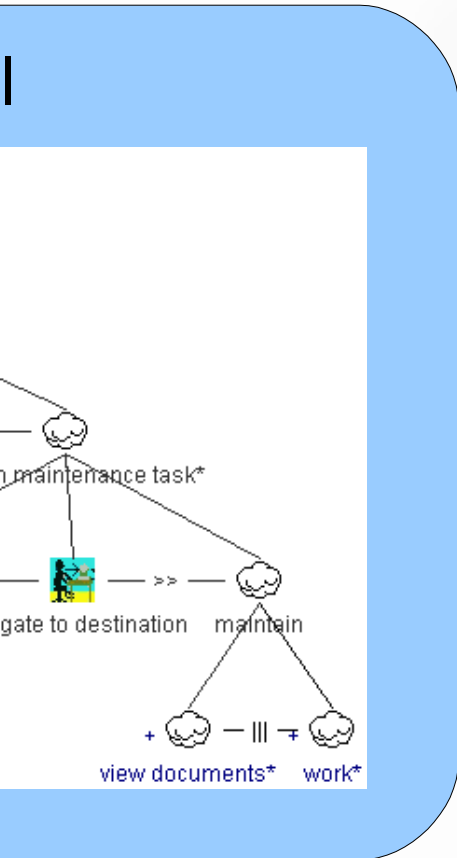 l
n maintenance task*
>>
gate to destination maintain
+ ||| +
view documents* work*